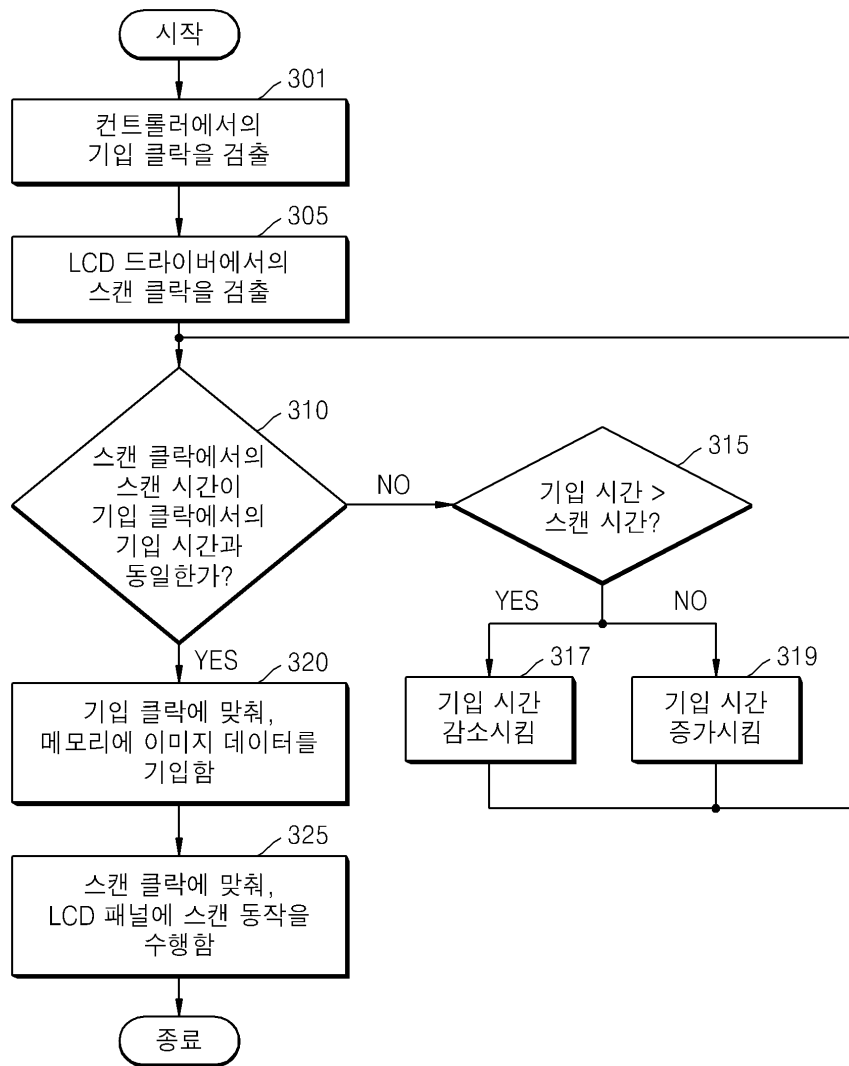 시작
301
컨트롤러에서의
기입 클락을 검출
305
LCD 드라이버에서의
스캔 클락을 검출
310
스캔 클락에서의
스캔 시간이
기입 클락에서의
기입 시간과
동일한가?
NO
315
기입 시간 >
스캔 시간?
YES
NO
317
기입 시간
감소시킴
319
기입 시간
증가시킴
YES
320
기입 클락에 맞춰,
메모리에 이미지 데이터를
기입함
325
스캔 클락에 맞춰,
LCD 패널에 스캔 동작을
수행함
종료